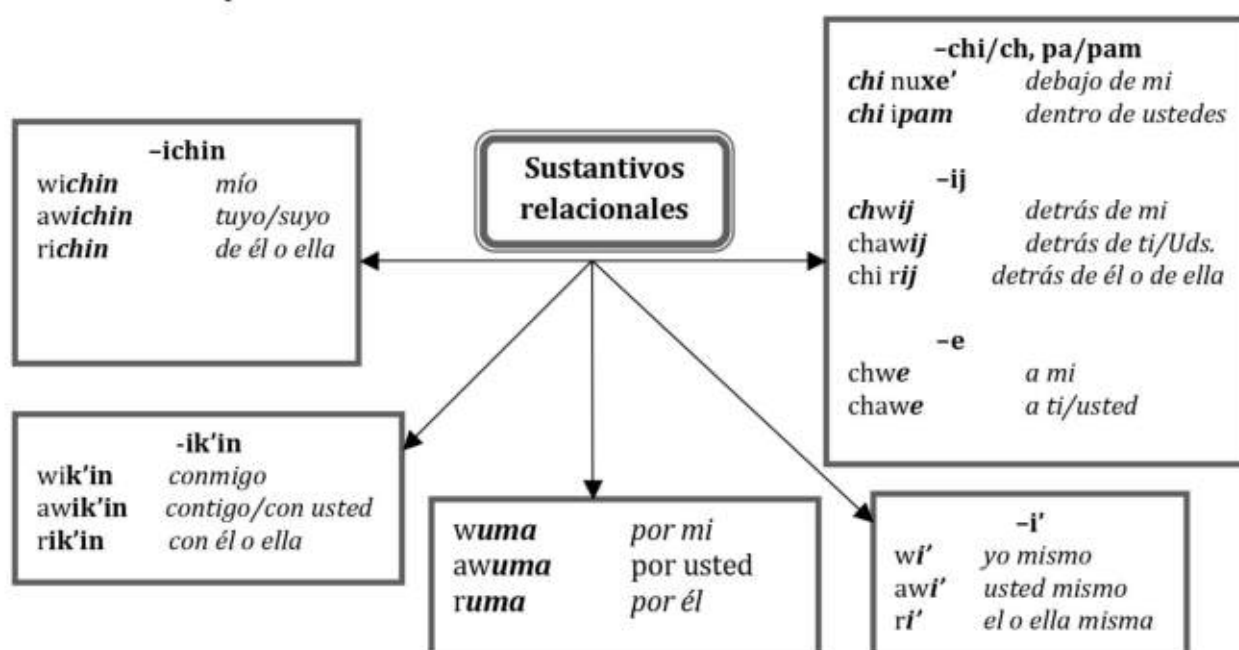 Sustantivos
relacionales
–ichin
wichin mío
awichin tuyo/suyo
richin de él o ella
–chi/ch, pa/pam
chi nuxe' debajo de mi
chi ipam dentro de ustedes
–ij
chwij detrás de mi
chawij detrás de ti/Uds.
chi rij detrás de él o de ella
–e
chwe a mi
chawe a ti/usted
-ik'in
wik'in conmigo
awik'in contigo/con usted
rik'in con él o ella
wuma por mi
awuma por usted
ruma por él
–i'
wi' yo mismo
awi' usted mismo
ri' el o ella misma